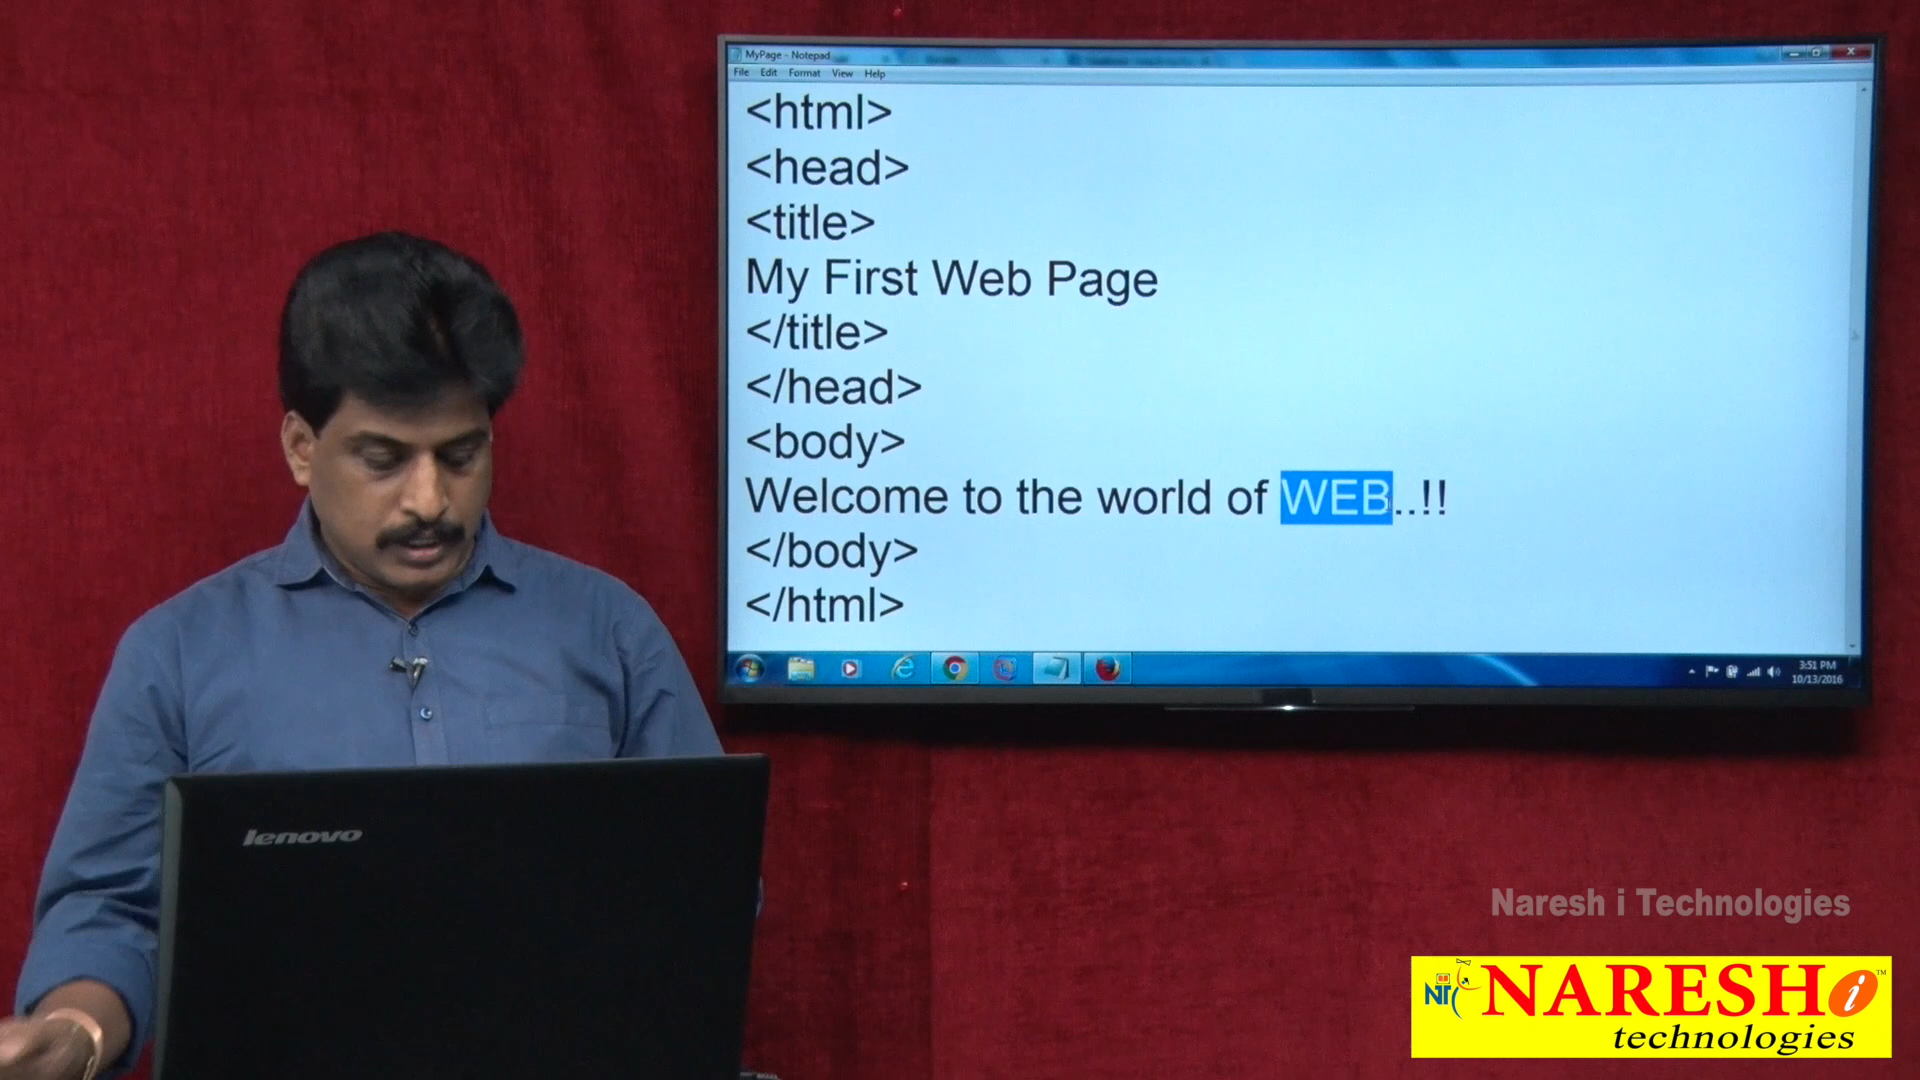 MyPage - Notepad
File Edit Format View Help
<html>
<head>
<title>
My First Web Page
</title>
</head>
<body>
Welcome to the world of WEB..!!
</body>
</html>
3:51 PM
10/13/2016
lenovo
Naresh i Technologies
NARESH i ™
technologies